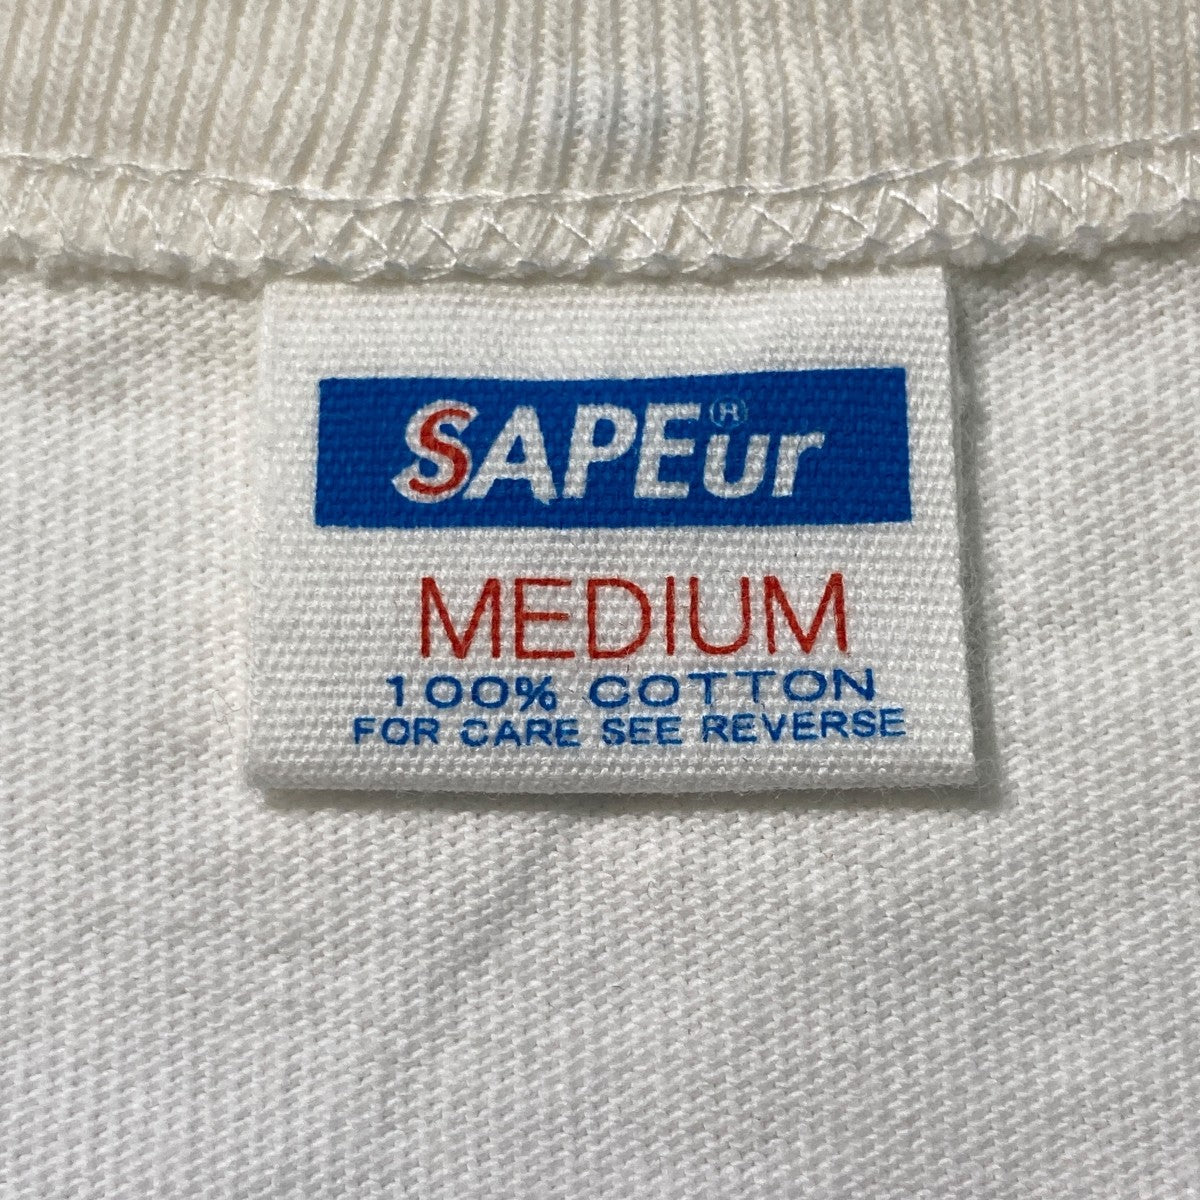 SAPEur®
MEDIUM
100% COTTON
FOR CARE SEE REVERSE